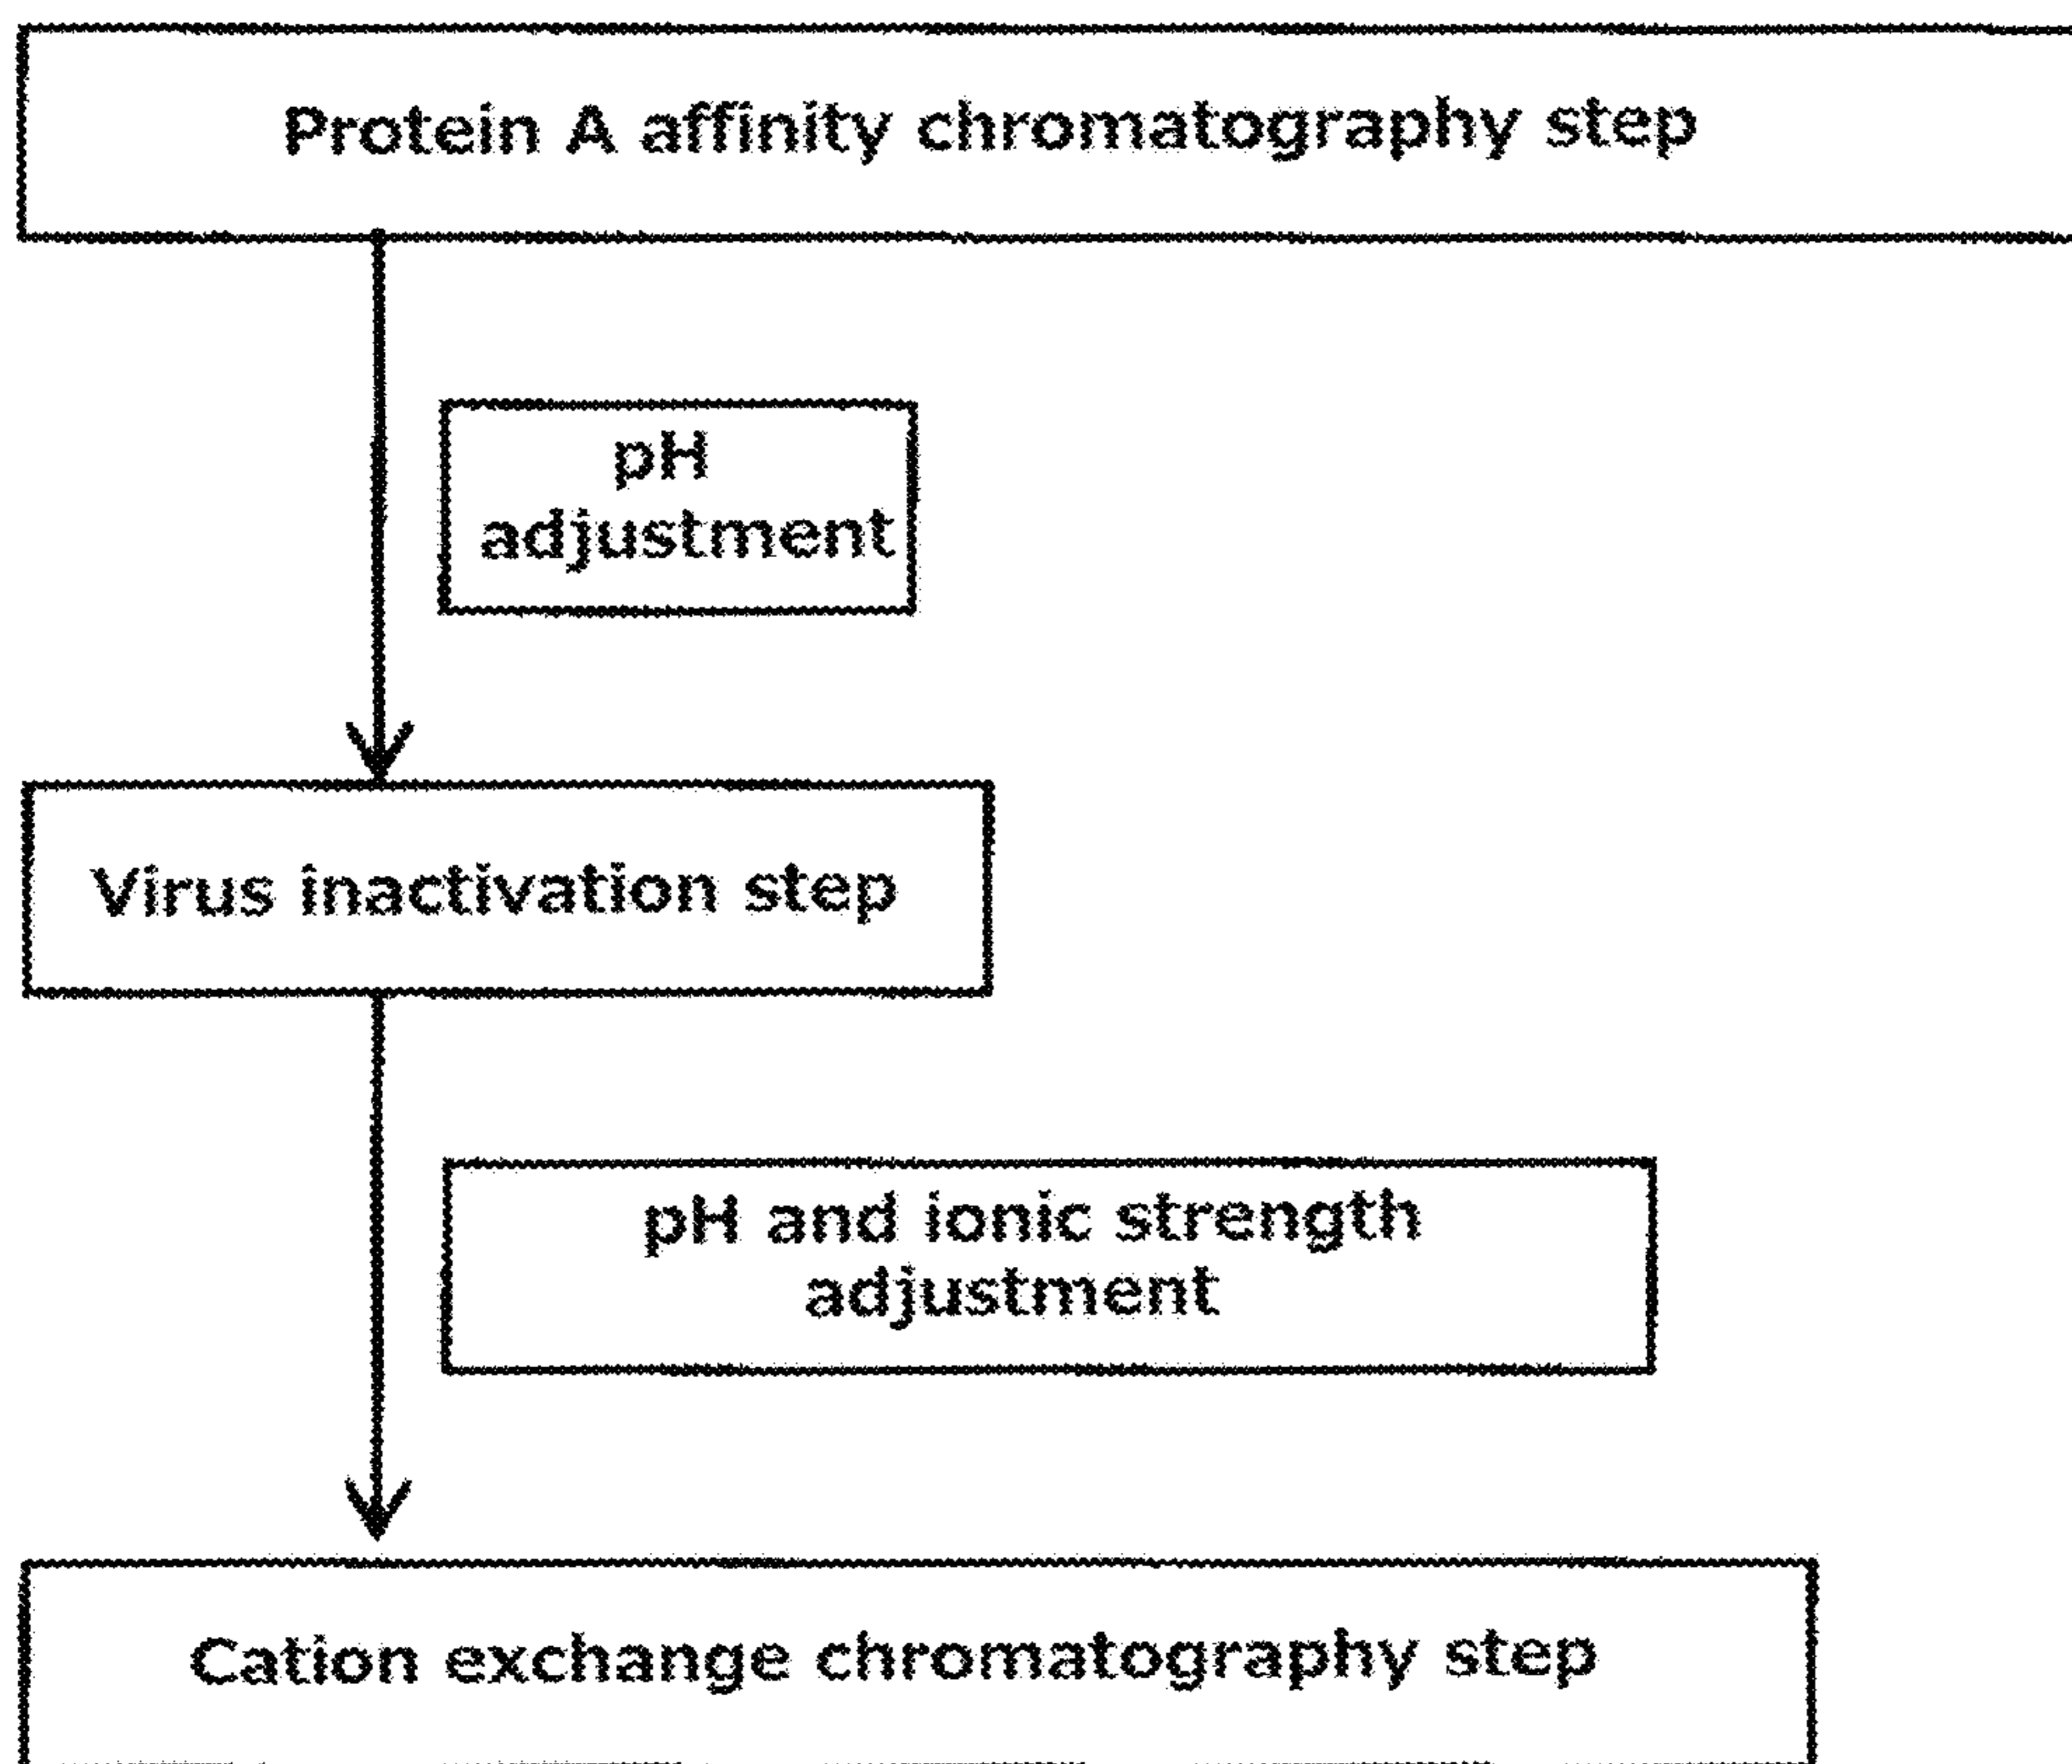 Protein A affinity chromatography step
pH
adjustment
Virus inactivation step
pH and ionic strength
adjustment
Cation exchange chromatography step